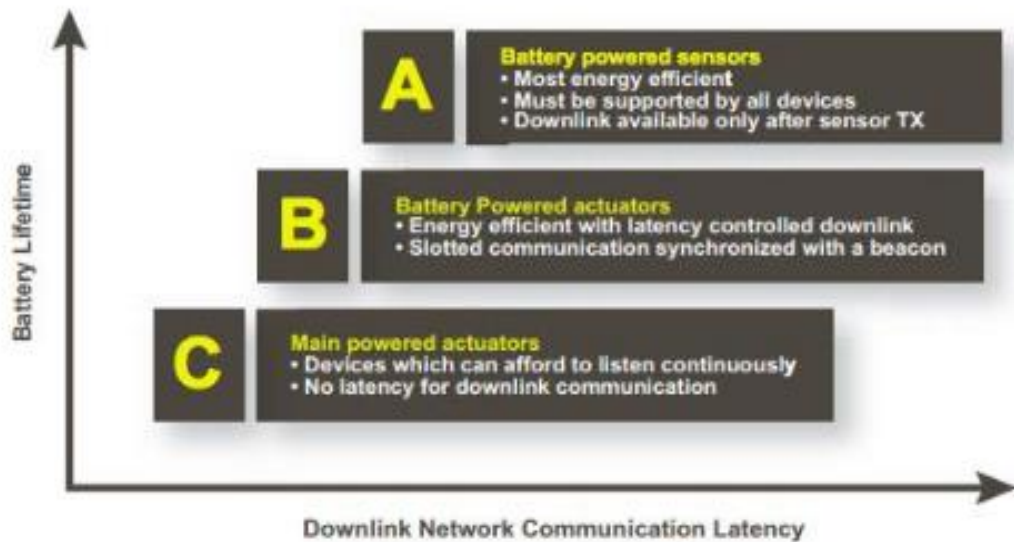 Battery Lifetime
A
Battery powered sensors
• Most energy efficient
• Must be supported by all devices
• Downlink available only after sensor TX
B
Battery Powered actuators
• Energy efficient with latency controlled downlink
• Slotted communication synchronized with a beacon
C
Main powered actuators
• Devices which can afford to listen continuously
• No latency for downlink communication
Downlink Network Communication Latency